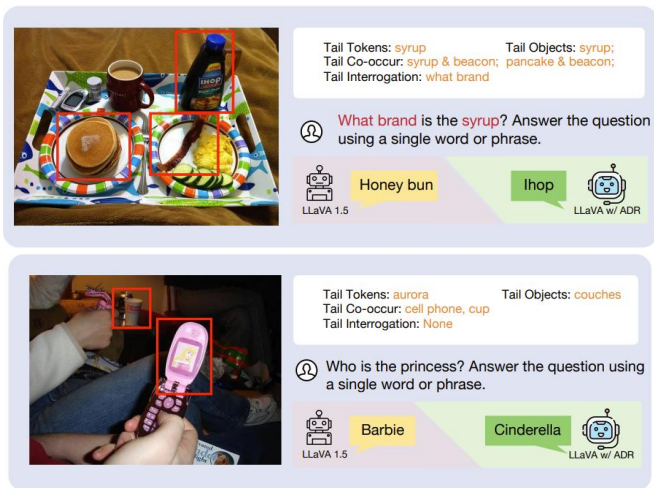 IHOP
Tail Tokens: syrup Tail Objects: syrup;
Tail Co-occur: syrup & beacon; pancake & beacon;
Tail Interrogation: what brand
What brand is the syrup? Answer the question
using a single word or phrase.
Honey bun
Ihop
LLaVA 1.5
LLaVA w/ ADR
Tail Tokens: aurora Tail Objects: couches
Tail Co-occur: cell phone, cup
Tail Interrogation: None
Who is the princess? Answer the question using
a single word or phrase.
Barbie
Cinderella
LLaVA 1.5
LLaVA w/ ADR